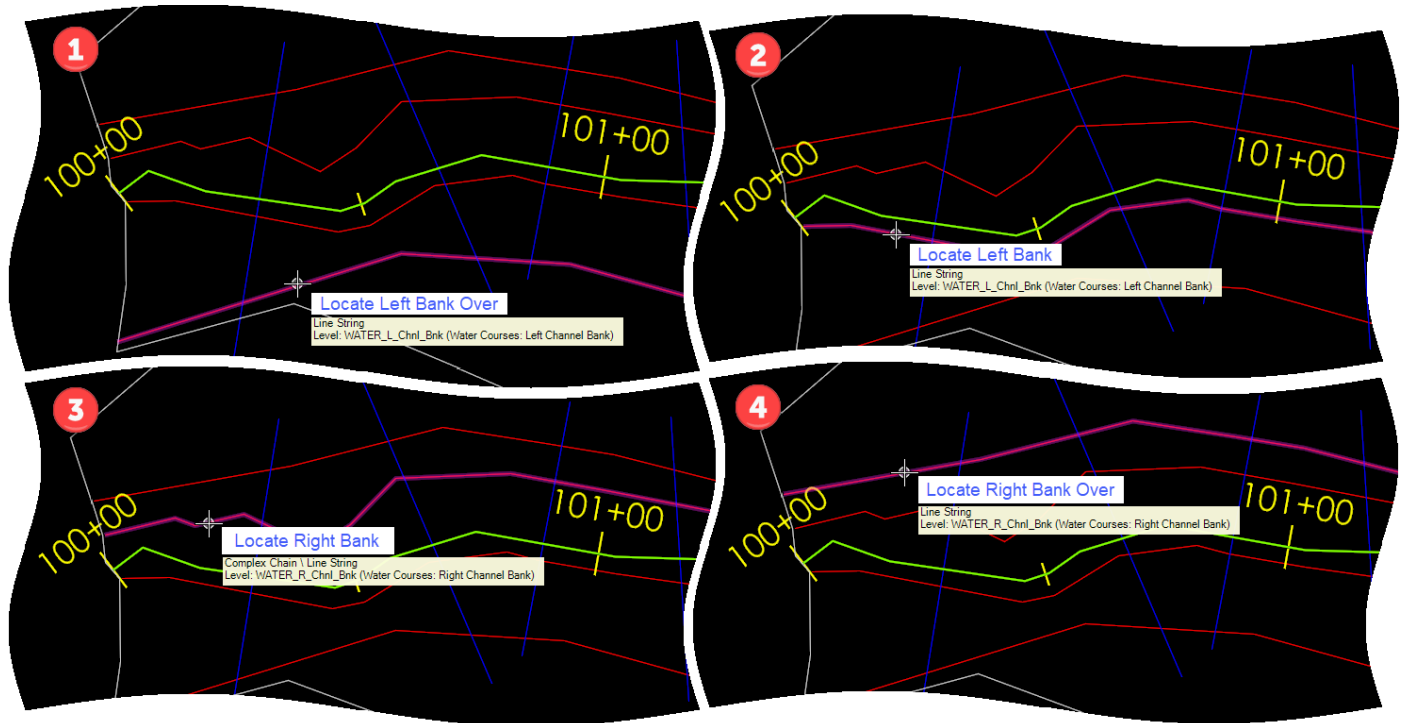 1
100+00
101+00
Locate Left Bank Over
Line String
Level: WATER_L_Chnl_Bnk (Water Courses: Left Channel Bank)
2
100+00
101+00
Locate Left Bank
Line String
Level: WATER_L_Chnl_Bnk (Water Courses: Left Channel Bank)
3
100+00
101+00
Locate Right Bank
Complex Chain \ Line String
Level: WATER_R_Chnl_Bnk (Water Courses: Right Channel Bank)
4
100+00
101+00
Locate Right Bank Over
Line String
Level: WATER_R_Chnl_Bnk (Water Courses: Right Channel Bank)